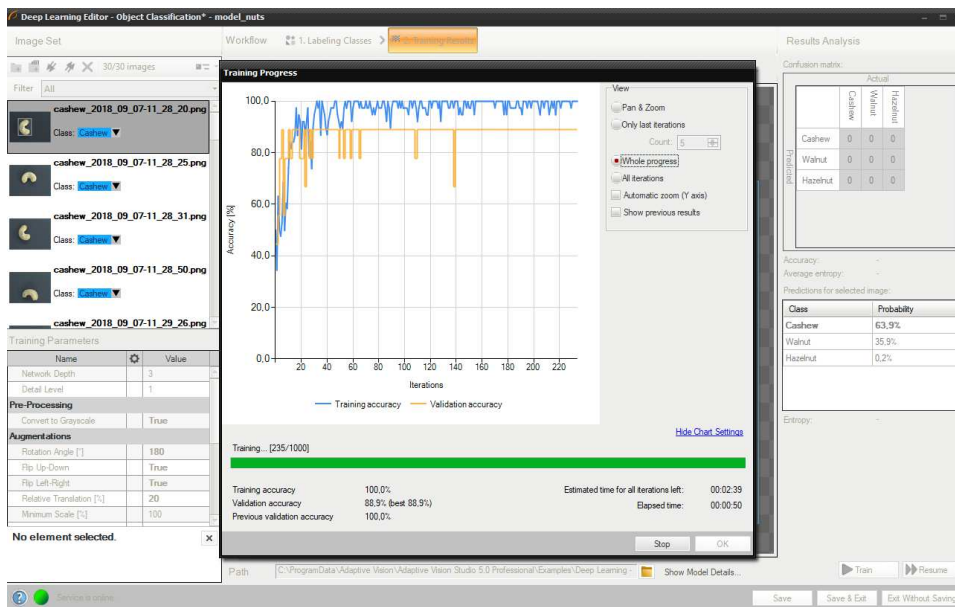 Deep Learning Editor - Object Classification* - model_nuts
Image Set
Workflow
1. Labeling Classes
2. Training Results
Results Analysis
30/30 images
Filter All
cashew_2018_09_07-11_28_20.png
Class: Cashew
cashew_2018_09_07-11_28_25.png
Class: Cashew
cashew_2018_09_07-11_28_31.png
Class: Cashew
cashew_2018_09_07-11_28_50.png
Class: Cashew
cashew_2018_09_07-11_29_26.png
Training Parameters
Name Value
Network Depth 3
Detail Level 1
Pre-Processing
Convert to Grayscale True
Augmentations
Rotation Angle [°] 180
Flip Up-Down True
Flip Left-Right True
Relative Translation [%] 20
Minimum Scale [%] 100
No element selected.
Training Progress
100,0
80,0
60,0
40,0
20,0
0,0
Accuracy [%]
20 40 60 80 100 120 140 160 180 200 220
Iterations
Training accuracy Validation accuracy
View
Pan & Zoom
Only last iterations
Count: 5
Whole progress
All iterations
Automatic zoom (Y axis)
Show previous results
Hide Chart Settings
Training... [235/1000]
Training accuracy 100,0% Estimated time for all iterations left: 00:02:39
Validation accuracy 88,9% (best 88,9%) Elapsed time: 00:00:50
Previous validation accuracy 100,0%
Stop OK
Confusion matrix:
Actual
Cashew Walnut Hazelnut
Predicted
Cashew 0 0 0
Walnut 0 0 0
Hazelnut 0 0 0
Accuracy: -
Average entropy: -
Predictions for selected image:
Class Probability
Cashew 63,9%
Walnut 35,9%
Hazelnut 0,2%
Entropy: -
Path C:\ProgramData\Adaptive Vision\Adaptive Vision Studio 5.0 Professional\Examples\Deep Learning - Show Model Details...
Train Resume
Service is online.
Save Save & Exit Exit Without Saving